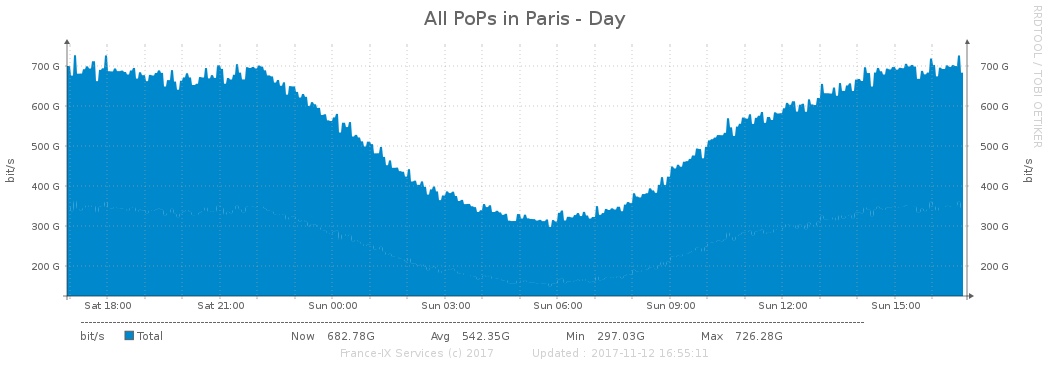 All PoPs in Paris - Day
RRDTOOL / TOBI OETIKER
bit/s
700 G
600 G
500 G
400 G
300 G
200 G
700 G
600 G
500 G
400 G
300 G
200 G
bit/s
Sat 18:00 Sat 21:00 Sun 00:00 Sun 03:00 Sun 06:00 Sun 09:00 Sun 12:00 Sun 15:00
bit/s Total Now 682.78G Avg 542.35G Min 297.03G Max 726.28G
France-IX Services (c) 2017 Updated : 2017-11-12 16:55:11